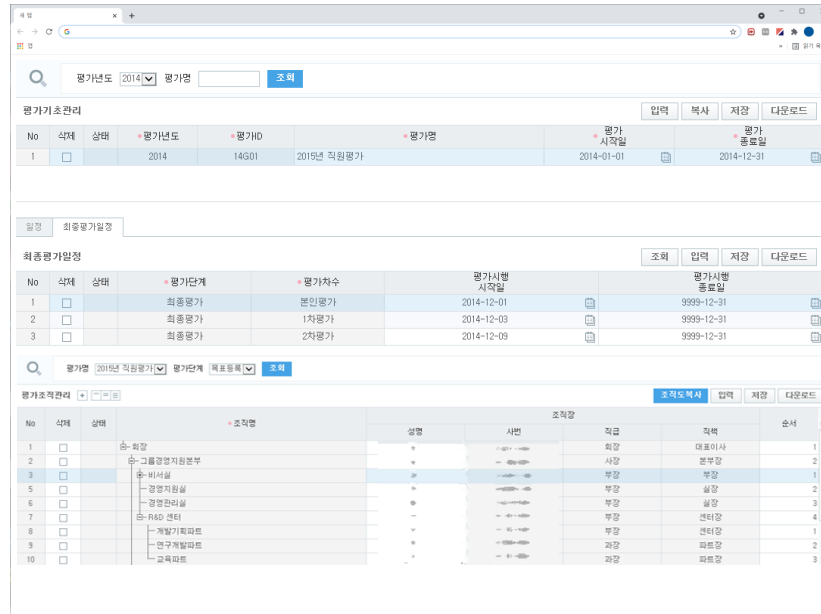 새 탭
앱
읽기 목
평가년도 2014 평가명 조회
평가기초관리 입력 복사 저장 다운로드
No 삭제 상태 평가년도 평가ID 평가명 평가 시작일 평가 종료일
1 2014 14G01 2015년 직원평가 2014-01-01 2014-12-31
일정 최종평가일정
최종평가일정 조회 입력 저장 다운로드
No 삭제 상태 평가단계 평가차수 평가시행 시작일 평가시행 종료일
1 최종평가 본인평가 2014-12-01 9999-12-31
2 최종평가 1차평가 2014-12-03 9999-12-31
3 최종평가 2차평가 2014-12-09 9999-12-31
평가명 2015년 직원평가 평가단계 목표등록 조회
평가조직관리 조직도복사 입력 저장 다운로드
No 삭제 상태 조직명 조직장 순서
성명 사번 직급 직책
1 회장 회장 대표이사 1
2 그룹경영지원본부 사장 본부장 2
3 비서실 부장 부장 1
5 경영지원실 부장 실장 2
6 경영관리실 부장 실장 3
7 R&D 센터 부장 센터장 4
8 개발기획파트 부장 센터장 1
9 연구개발파트 과장 파트장 2
10 교육파트 과장 파트장 3